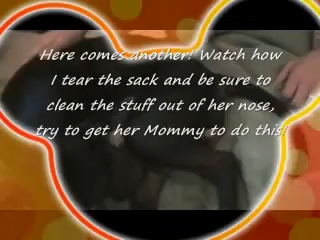 Here comes another! Watch how
I tear the sack and be sure to
clean the stuff out of her nose,
try to get her Mommy to do this!